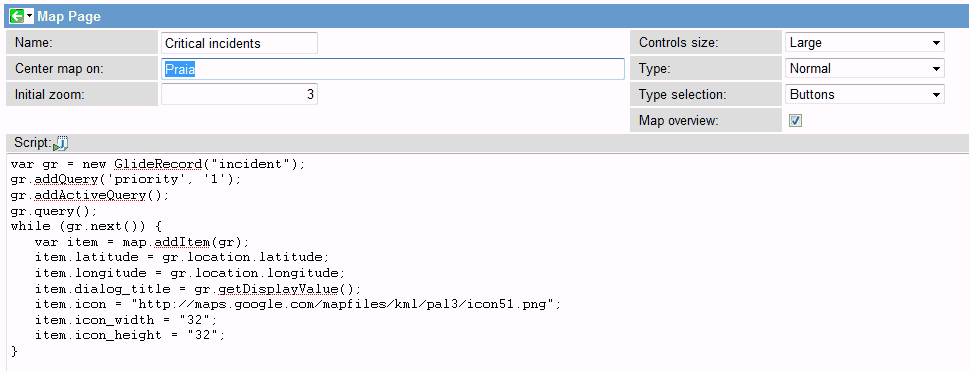 Map Page
Name: Critical incidents Controls size: Large
Center map on: Praia Type: Normal
Initial zoom: 3 Type selection: Buttons
Map overview:
Script:
var gr = new GlideRecord("incident");
gr.addQuery('priority', '1');
gr.addActiveQuery();
gr.query();
while (gr.next()) {
   var item = map.addItem(gr);
   item.latitude = gr.location.latitude;
   item.longitude = gr.location.longitude;
   item.dialog_title = gr.getDisplayValue();
   item.icon = "http://maps.google.com/mapfiles/kml/pal3/icon51.png";
   item.icon_width = "32";
   item.icon_height = "32";
}